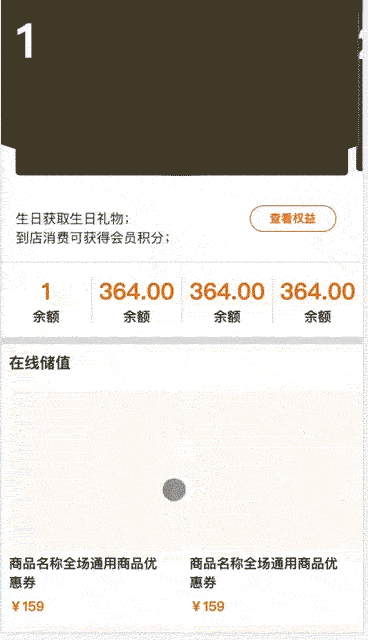 1
生日获取生日礼物；
到店消费可获得会员积分；
查看权益
1 364.00 364.00 364.00
余额 余额 余额 余额
在线储值
商品名称全场通用商品优惠券
¥159
商品名称全场通用商品优惠券
¥159